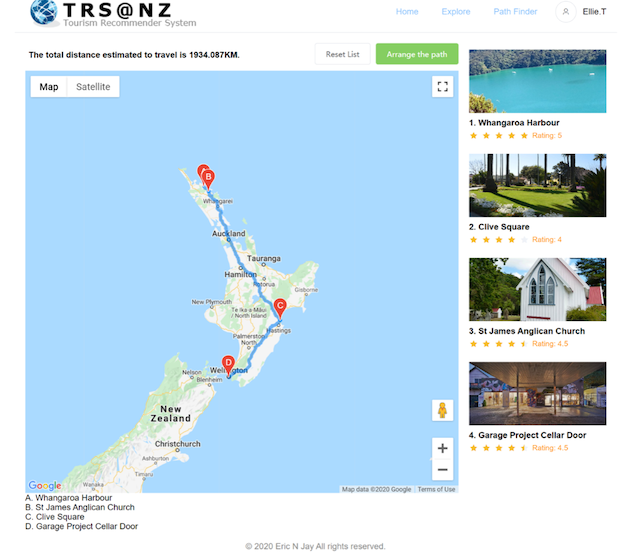 TRS@NZ
Tourism Recommender System
Home
Explore
Path Finder
Ellie.T
The total distance estimated to travel is 1934.087KM.
Reset List
Arrange the path
Map
Satellite
A
B
Whangarei
Auckland
Tauranga
Hamilton
Rotorua
Gisborne
New Plymouth
Te Ika-a-Māui
/ North Island
C
Hastings
Palmerston
North
D
Nelson
Wellington
Blenheim
New
Zealand
Christchurch
Ashburton
Timaru
Wanaka
Google
Map data ©2020 Google
Terms of Use
1. Whangaroa Harbour
Rating: 5
2. Clive Square
Rating: 4
3. St James Anglican Church
Rating: 4.5
4. Garage Project Cellar Door
Rating: 4.5
A. Whangaroa Harbour
B. St James Anglican Church
C. Clive Square
D. Garage Project Cellar Door
© 2020 Eric N Jay All rights reserved.